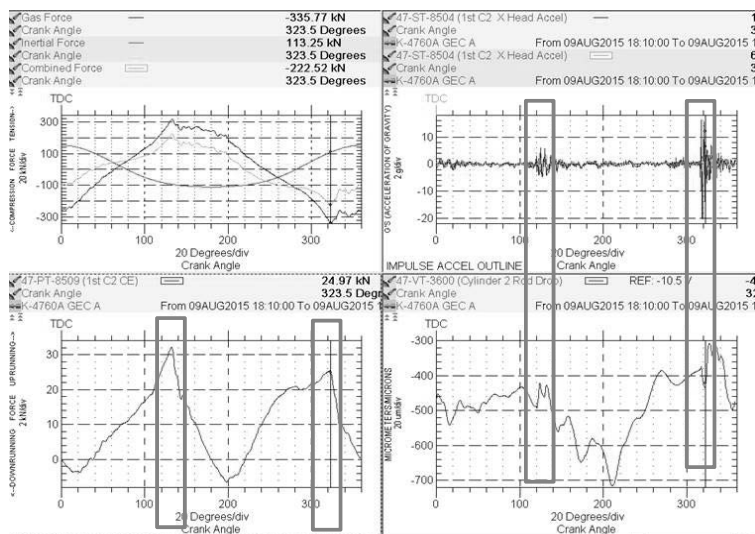 Gas Force -335.77 kN
Crank Angle 323.5 Degrees
Inertial Force 113.25 kN
Crank Angle 323.5 Degrees
Combined Force -222.52 kN
Crank Angle 323.5 Degrees
TDC
<-COMPRESSION FORCE TENSION->
20 kN/div
300
100
-100
-300
0 100 200 300
20 Degrees/div
Crank Angle
47-ST-8504 (1st C2 X Head Accel)
Crank Angle
K-4760A GEC A From 09AUG2015 18:10:00 To 09AUG2015
47-ST-8504 (1st C2 X Head Accel)
Crank Angle
K-4760A GEC A From 09AUG2015 18:10:00 To 09AUG2015
TDC
G'S (ACCELERATION OF GRAVITY)
2 g/div
10
0
-10
-20
0 100 200 300
20 Degrees/div
IMPULSE ACCEL OUTLINE Crank Angle
47-PT-8509 (1st C2 CE) 24.97 kN
Crank Angle 323.5 Degr
K-4760A GEC A From 09AUG2015 18:10:00 To 09AUG
TDC
<--DOWNRUNNING FORCE UPRUNNING-->
2 kN/div
30
20
0
0 100 200 300
20 Degrees/div
Crank Angle
47-VT-3600 (Cylinder 2 Rod Drop) REF: -10.5 V
Crank Angle
K-4760A GEC A From 09AUG2015 18:10:00 To 09AUG2015
TDC
MICROMETERS/MICRONS
20 um/div
-300
-400
-500
-600
-700
0 100 200 300
20 Degrees/div
Crank Angle